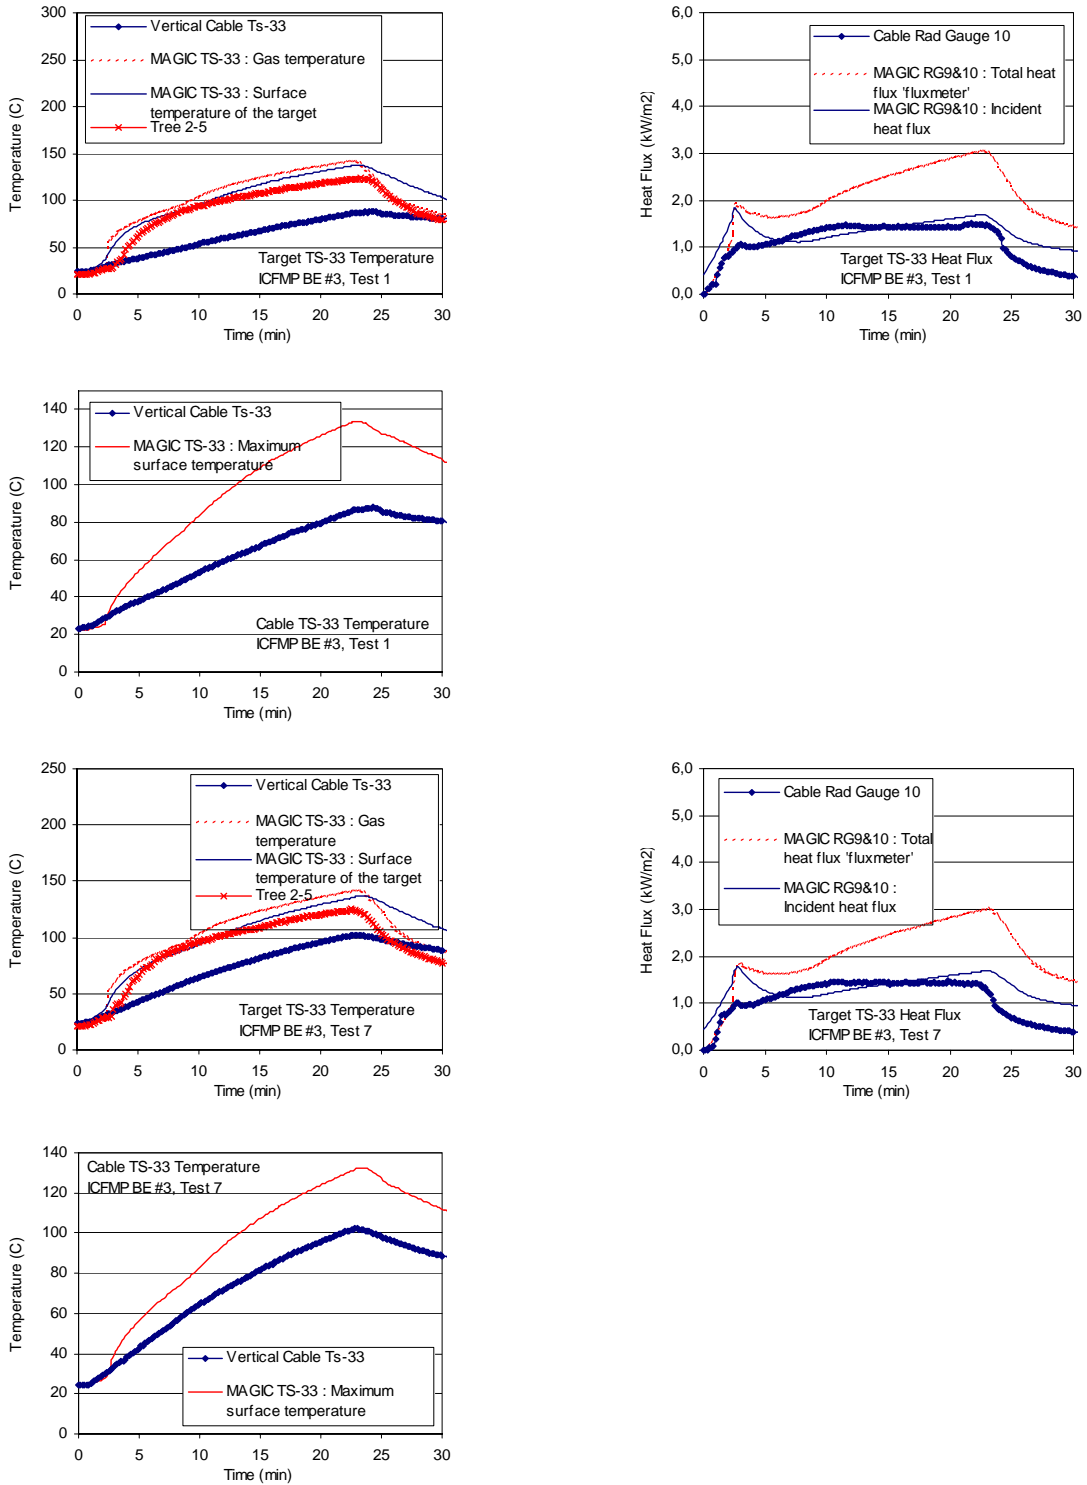 300
250
200
150
100
50
0
Temperature (C)
Vertical Cable Ts-33
MAGIC TS-33 : Gas temperature
MAGIC TS-33 : Surface
temperature of the target
Tree 2-5
Target TS-33 Temperature
ICFMP BE #3, Test 1
0 5 10 15 20 25 30
Time (min)
6,0
5,0
4,0
3,0
2,0
1,0
0,0
Heat Flux (kW/m2)
Cable Rad Gauge 10
MAGIC RG9&10 : Total heat
flux 'fluxmeter'
MAGIC RG9&10 : Incident
heat flux
Target TS-33 Heat Flux
ICFMP BE #3, Test 1
0 5 10 15 20 25 30
Time (min)
140
120
100
80
60
40
20
0
Temperature (C)
Vertical Cable Ts-33
MAGIC TS-33 : Maximum
surface temperature
Cable TS-33 Temperature
ICFMP BE #3, Test 1
0 5 10 15 20 25 30
Time (min)
250
200
150
100
50
0
Temperature (C)
Vertical Cable Ts-33
MAGIC TS-33 : Gas
temperature
MAGIC TS-33 : Surface
temperature of the target
Tree 2-5
Target TS-33 Temperature
ICFMP BE #3, Test 7
0 5 10 15 20 25 30
Time (min)
6,0
5,0
4,0
3,0
2,0
1,0
0,0
Heat Flux (kW/m2)
Cable Rad Gauge 10
MAGIC RG9&10 : Total
heat flux 'fluxmeter'
MAGIC RG9&10 :
Incident heat flux
Target TS-33 Heat Flux
ICFMP BE #3, Test 7
0 5 10 15 20 25 30
Time (min)
140
120
100
80
60
40
20
0
Temperature (C)
Cable TS-33 Temperature
ICFMP BE #3, Test 7
Vertical Cable Ts-33
MAGIC TS-33 : Maximum
surface temperature
0 5 10 15 20 25 30
Time (min)